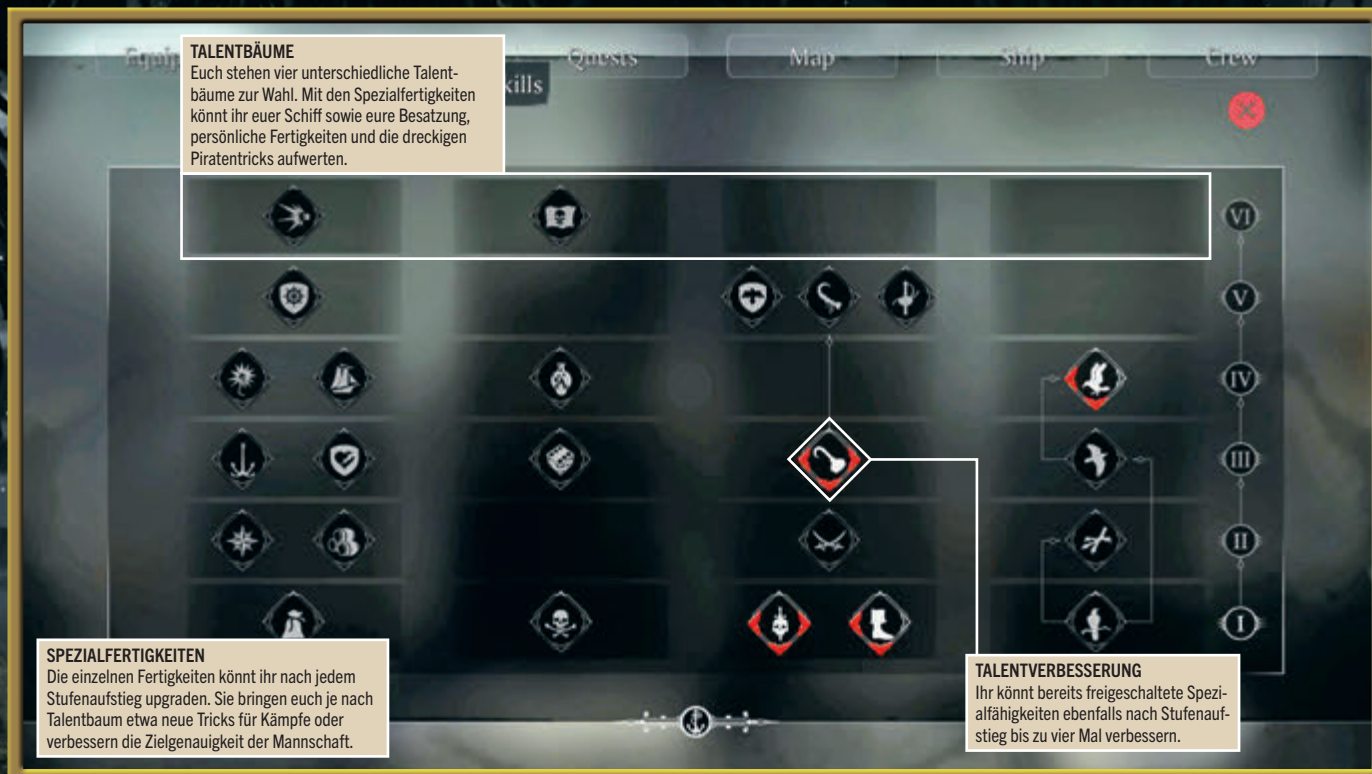 TALENTBÄUME
Euch stehen vier unterschiedliche Talent-
bäume zur Wahl. Mit den Spezialfertigkeiten
könnt ihr euer Schiff sowie eure Besatzung,
persönliche Fertigkeiten und die dreckigen
Piratentricks aufwerten.
Equip
Quests
Map
Ship
Crew
kills
VI
V
IV
III
II
I
SPEZIALFERTIGKEITEN
Die einzelnen Fertigkeiten könnt ihr nach jedem
Stufenaufstieg upgraden. Sie bringen euch je nach
Talentbaum etwa neue Tricks für Kämpfe oder
verbessern die Zielgenauigkeit der Mannschaft.
TALENTVERBESSERUNG
Ihr könnt bereits freigeschaltete Spezi-
alfähigkeiten ebenfalls nach Stufenauf-
stieg bis zu vier Mal verbessern.